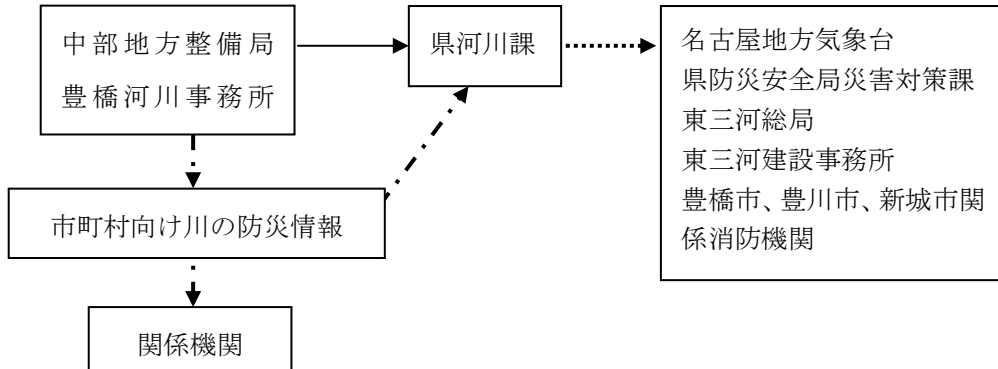 中部地方整備局
豊橋河川事務所
県河川課
名古屋地方気象台
県防災安全局災害対策課
東三河総局
東三河建設事務所
豊橋市、豊川市、新城市関
係消防機関
市町村向け川の防災情報
関係機関